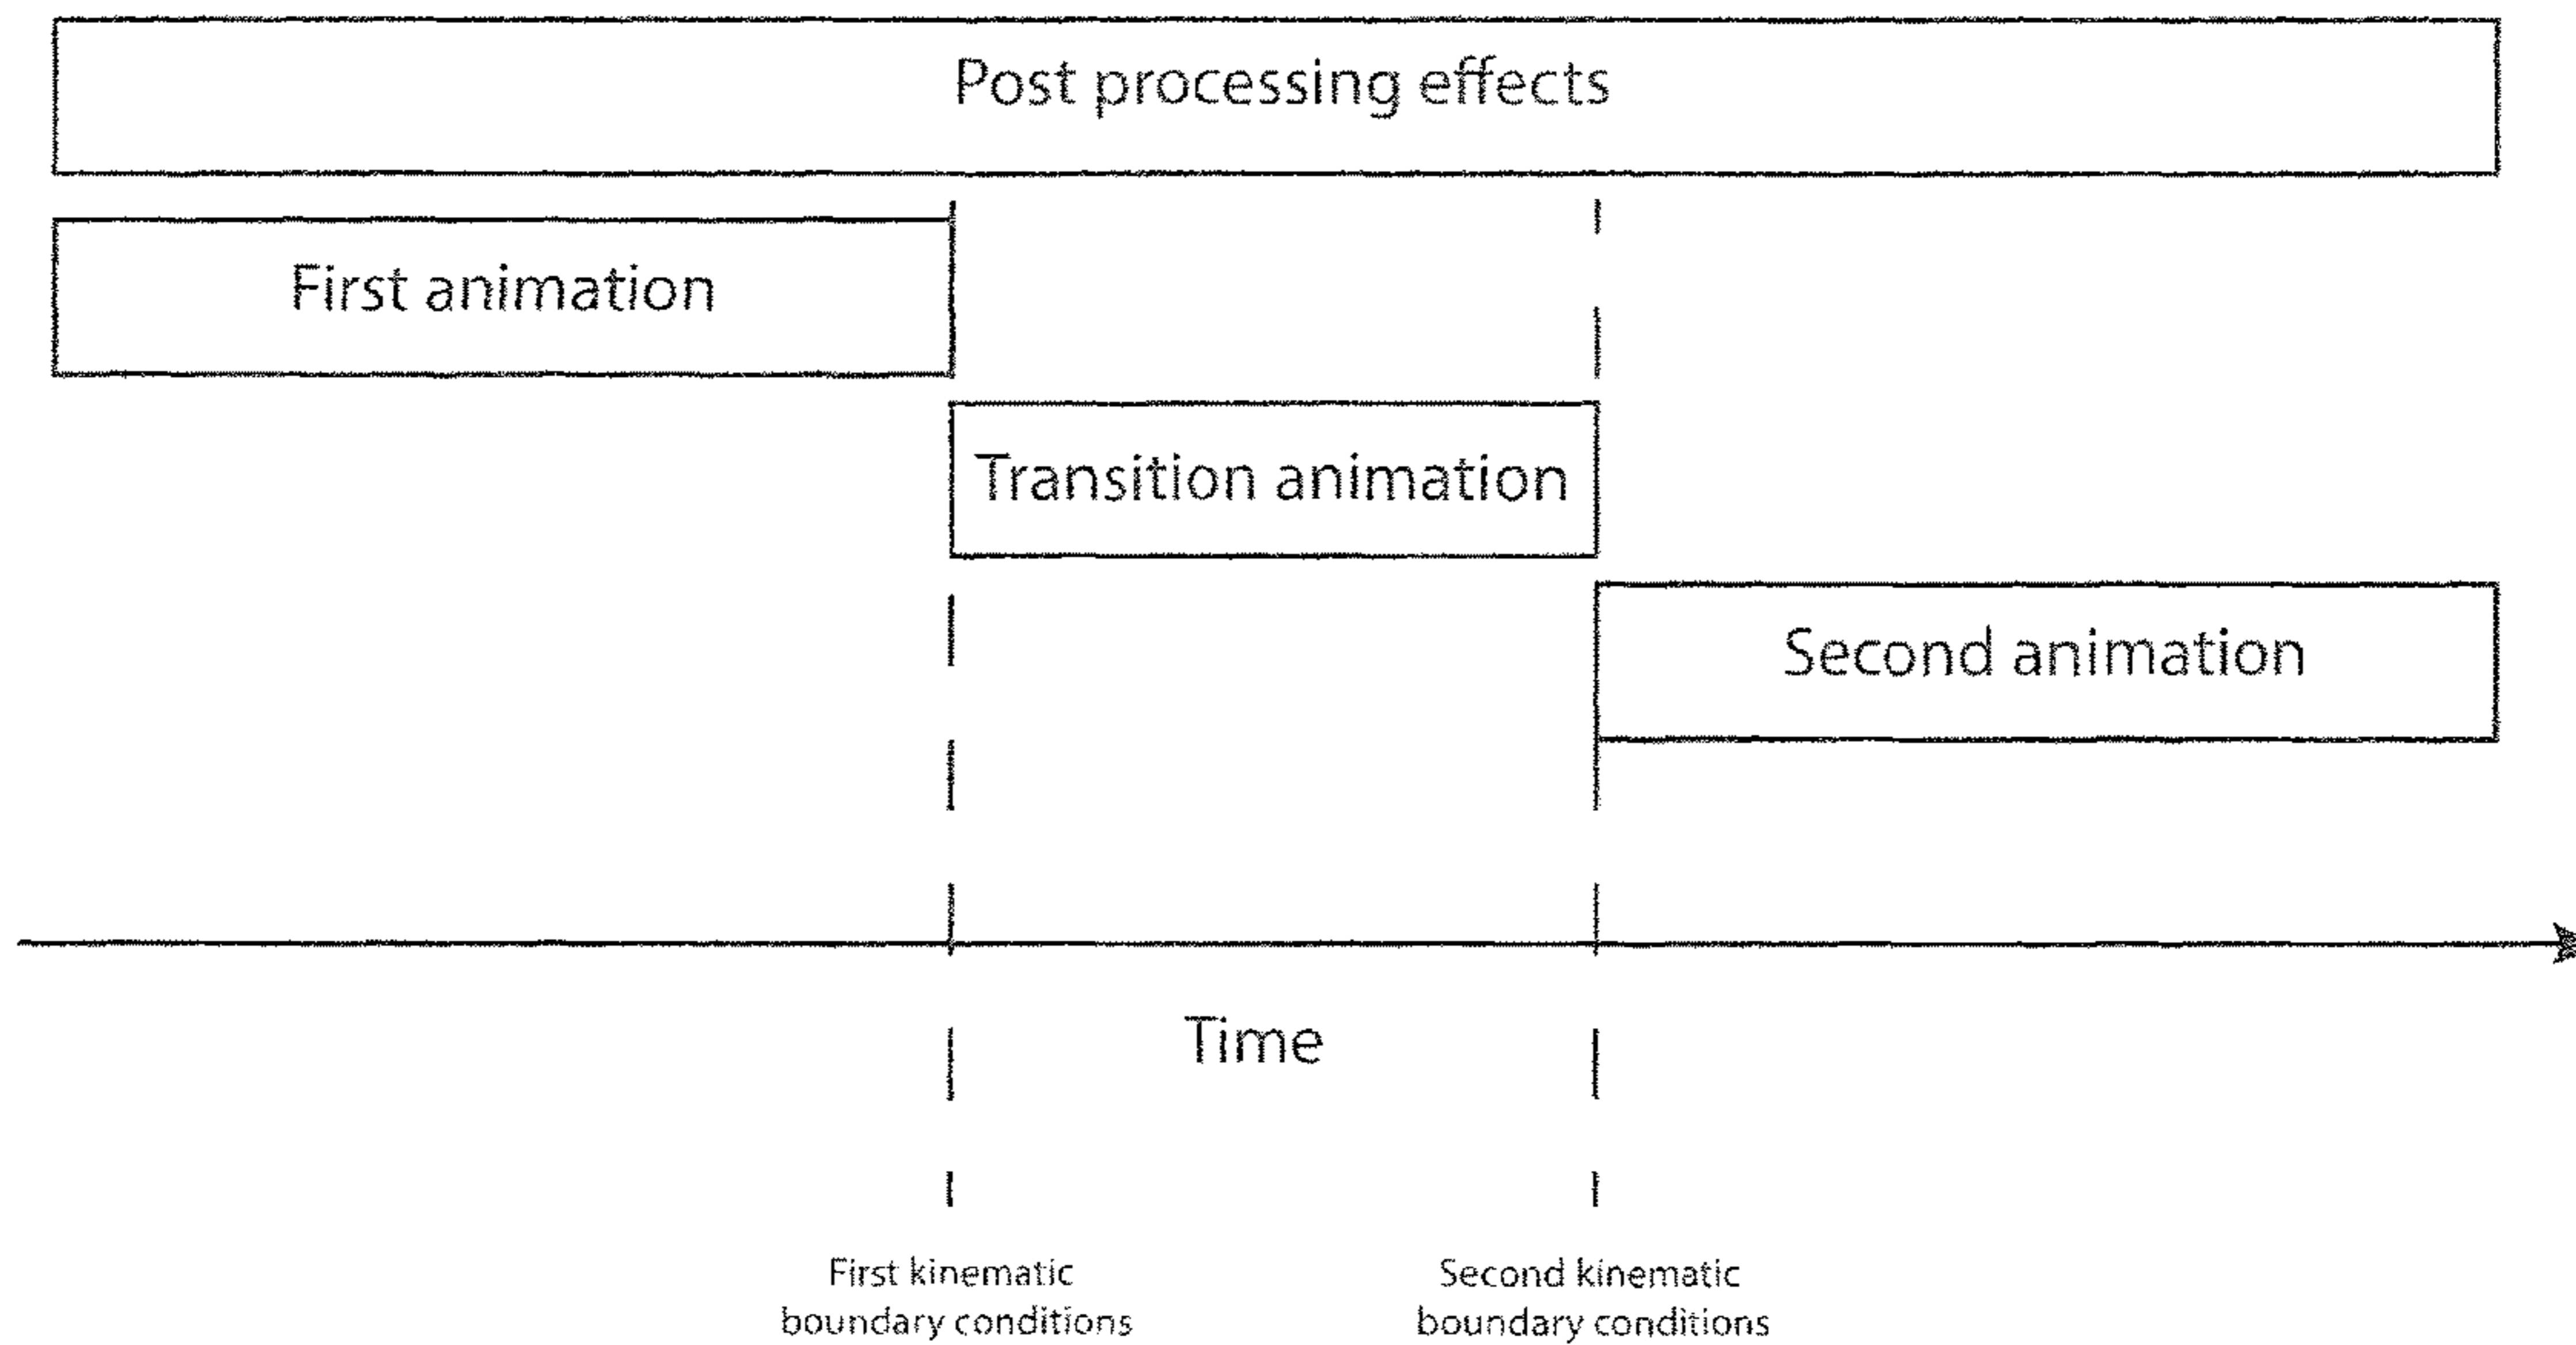 Post processing effects
First animation
Transition animation
Second animation
Time
First kinematic
boundary conditions
Second kinematic
boundary conditions